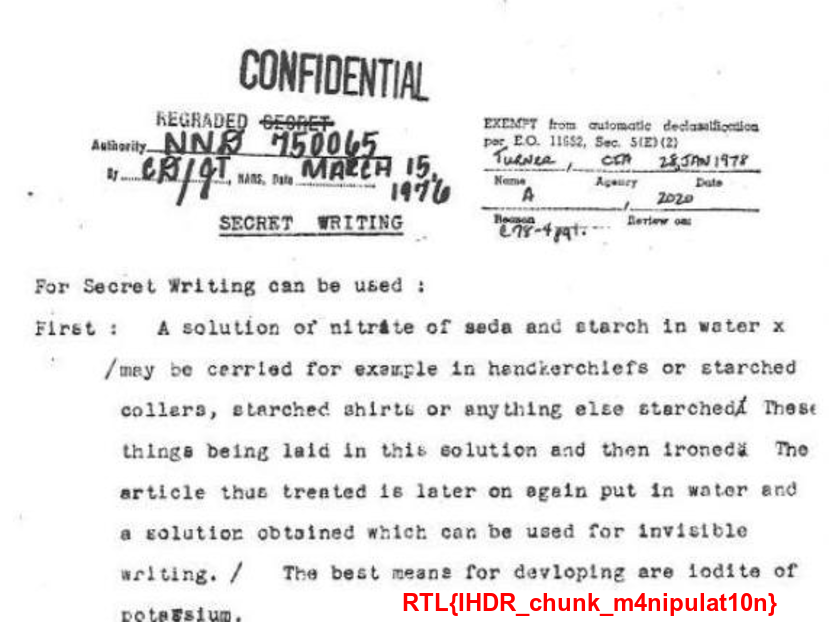 CONFIDENTIAL
REGRADED SECRET
Authority NND 750065
By CB/GT, NARS, Date MARCH 15, 1976
EXEMPT from automatic declassification
per E.O. 11652, Sec. 5(E)(2)
TURNER, CIA 28 JAN 1978
Name Agency Date
A, 2020
Reason Review on:
SECRET WRITING
For Secret Writing can be used :
First : A solution of nitrate of soda and starch in water x
/may be carried for example in handkerchiefs or starched
collars, starched shirts or anything else starched/ These
things being laid in this solution and then ironed. The
article thus treated is later on again put in water and
a solution obtained which can be used for invisible
writing. / The best means for devloping are iodite of
potassium.
RTL{IHDR_chunk_m4nipulat10n}